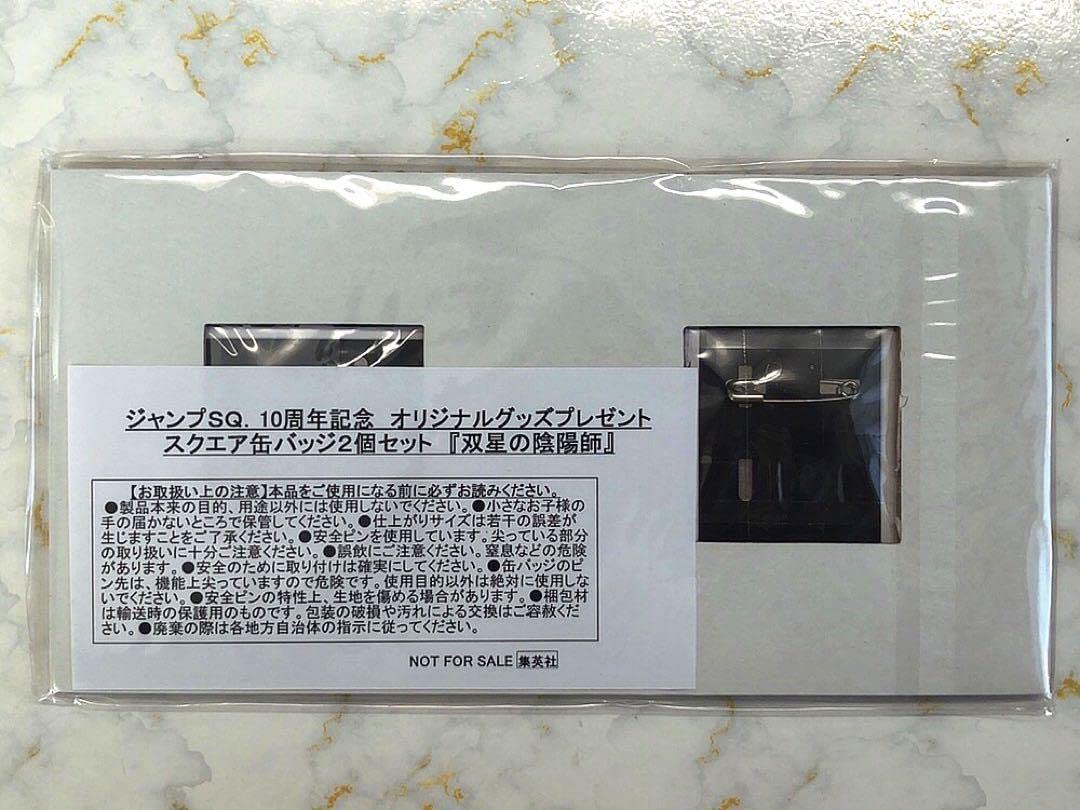 ジャンプSQ. 10周年記念 オリジナルグッズプレゼント
スクエア缶バッジ2個セット 『双星の陰陽師』
【お取扱い上の注意】本品をご使用になる前に必ずお読みください。
●製品本来の目的、用途以外には使用しないでください。●小さなお子様の
手の届かないところで保管してください。●仕上がりサイズは若干の誤差が
生じますことをご了承ください。●安全ピンを使用しています。尖っている部分
の取り扱いに十分ご注意ください。●誤飲にご注意ください。窒息などの危険
があります。●安全のために取り付けは確実にしてください。●缶バッジのピ
ン先は、機能上尖っていますので危険です。使用目的以外は絶対に使用しな
いでください。●安全ピンの特性上、生地を傷める場合があります。●梱包材
は輸送時の保護用のものです。包装の破損や汚れによる交換はご容赦くだ
さい。●廃棄の際は各地方自治体の指示に従ってください。
NOT FOR SALE 集英社